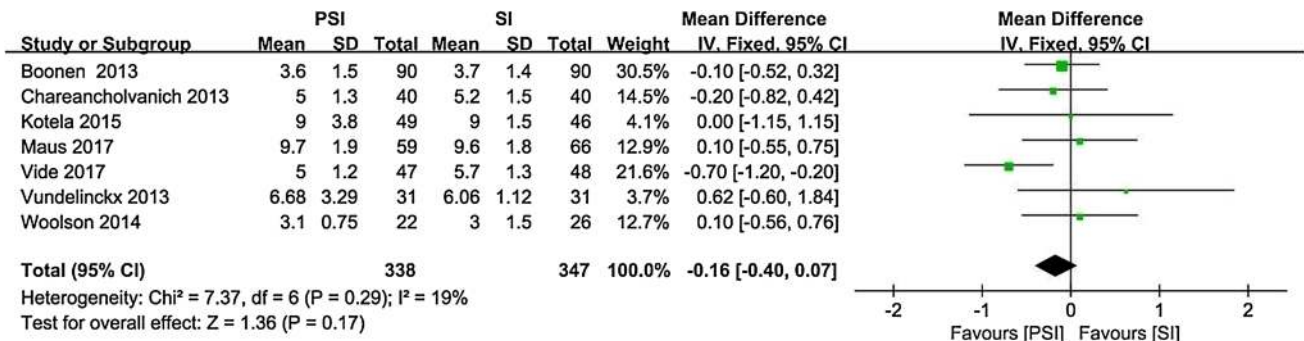 PSI SI Mean Difference Mean Difference
Study or Subgroup Mean SD Total Mean SD Total Weight IV, Fixed, 95% CI IV, Fixed, 95% CI
Boonen 2013 3.6 1.5 90 3.7 1.4 90 30.5% -0.10 [-0.52, 0.32]
Chareancholvanich 2013 5 1.3 40 5.2 1.5 40 14.5% -0.20 [-0.82, 0.42]
Kotela 2015 9 3.8 49 9 1.5 46 4.1% 0.00 [-1.15, 1.15]
Maus 2017 9.7 1.9 59 9.6 1.8 66 12.9% 0.10 [-0.55, 0.75]
Vide 2017 5 1.2 47 5.7 1.3 48 21.6% -0.70 [-1.20, -0.20]
Vundelinckx 2013 6.68 3.29 31 6.06 1.12 31 3.7% 0.62 [-0.60, 1.84]
Woolson 2014 3.1 0.75 22 3 1.5 26 12.7% 0.10 [-0.56, 0.76]
Total (95% CI) 338 347 100.0% -0.16 [-0.40, 0.07]
Heterogeneity: Chi² = 7.37, df = 6 (P = 0.29); I² = 19%
Test for overall effect: Z = 1.36 (P = 0.17)
-2 -1 0 1 2
Favours [PSI] Favours [SI]